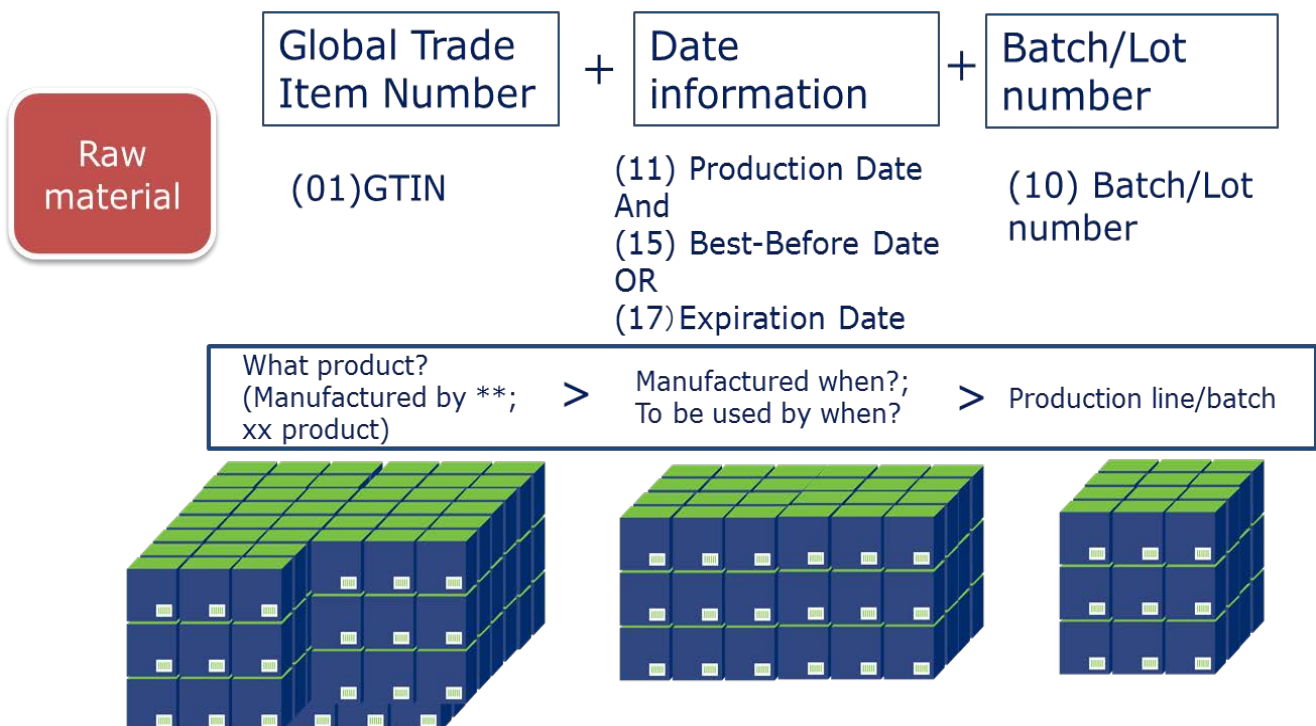 Raw
material
Global Trade
Item Number
+
Date
information
+
Batch/Lot
number
(01)GTIN
(11) Production Date
And
(15) Best-Before Date
OR
(17)Expiration Date
(10) Batch/Lot
number
What product?
(Manufactured by **;
xx product)
>
Manufactured when?;
To be used by when?
>
Production line/batch